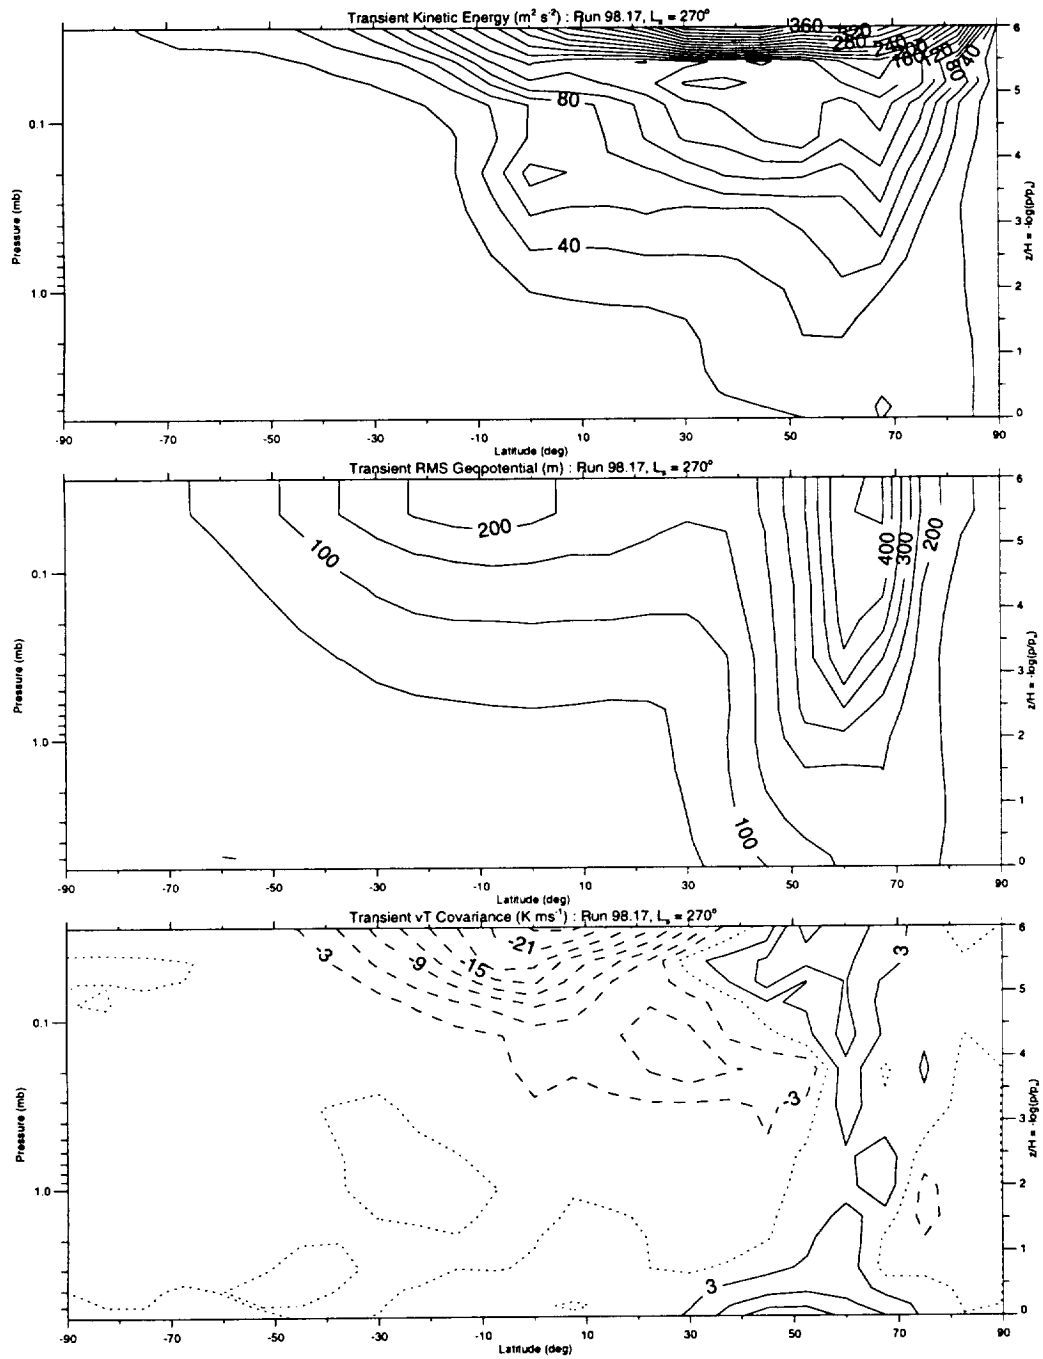 Transient Kinetic Energy (m² s⁻²) : Run 98.17, Lₛ = 270°
360 320
280 240 160 120 80 40
80
40
0.1
1.0
Pressure (mb)
6
5
4
3
2
1
0
z/H = -log(p/pₛ)
-90 -70 -50 -30 -10 10 30 50 70 90
Latitude (deg)
Transient RMS Geopotential (m) : Run 98.17, Lₛ = 270°
200
100
400 300 200
100
0.1
1.0
Pressure (mb)
6
5
4
3
2
1
0
z/H = -log(p/pₛ)
-90 -70 -50 -30 -10 10 30 50 70 90
Latitude (deg)
Transient vT Covariance (K ms⁻¹) : Run 98.17, Lₛ = 270°
-3 -9 -15 -21
3
-3
3
0.1
1.0
Pressure (mb)
6
5
4
3
2
1
0
z/H = -log(p/pₛ)
-90 -70 -50 -30 -10 10 30 50 70 90
Latitude (deg)